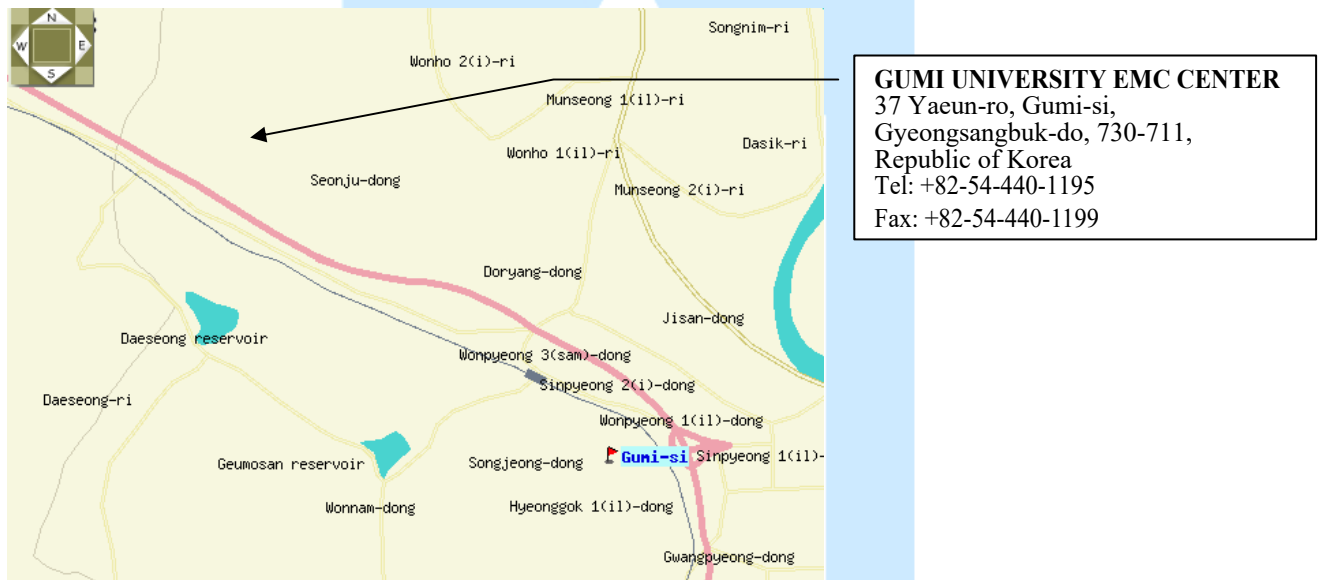 N
W
E
S
Songnim-ri
Wonho 2(i)-ri
Munseong 1(il)-ri
Dasik-ri
Wonho 1(il)-ri
Seonju-dong
Munseong 2(i)-ri
Doryang-dong
Jisan-dong
Daeseong reservoir
Wonpyeong 3(sam)-dong
Sinpyeong 2(i)-dong
Daeseong-ri
Wonpyeong 1(il)-dong
Gumi-si
Sinpyeong 1(il)-
Geumosan reservoir
Songjeong-dong
Wonnam-dong
Hyeonggok 1(il)-dong
Gwangpyeong-dong
GUMI UNIVERSITY EMC CENTER
37 Yaeun-ro, Gumi-si,
Gyeongsangbuk-do, 730-711,
Republic of Korea
Tel: +82-54-440-1195
Fax: +82-54-440-1199